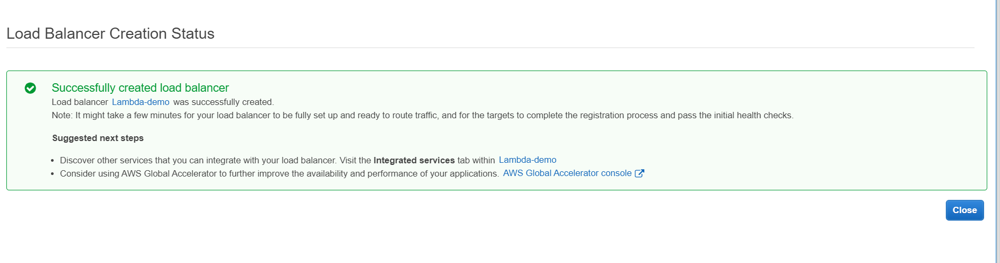 Load Balancer Creation Status
Successfully created load balancer
Load balancer Lambda-demo was successfully created.
Note: It might take a few minutes for your load balancer to be fully set up and ready to route traffic, and for the targets to complete the registration process and pass the initial health checks.
Suggested next steps
• Discover other services that you can integrate with your load balancer. Visit the Integrated services tab within Lambda-demo
• Consider using AWS Global Accelerator to further improve the availability and performance of your applications. AWS Global Accelerator console
Close